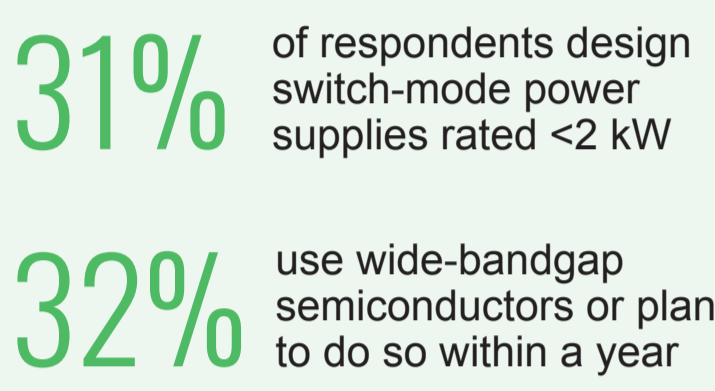 31%
of respondents design
switch-mode power
supplies rated <2 kW
32%
use wide-bandgap
semiconductors or plan
to do so within a year